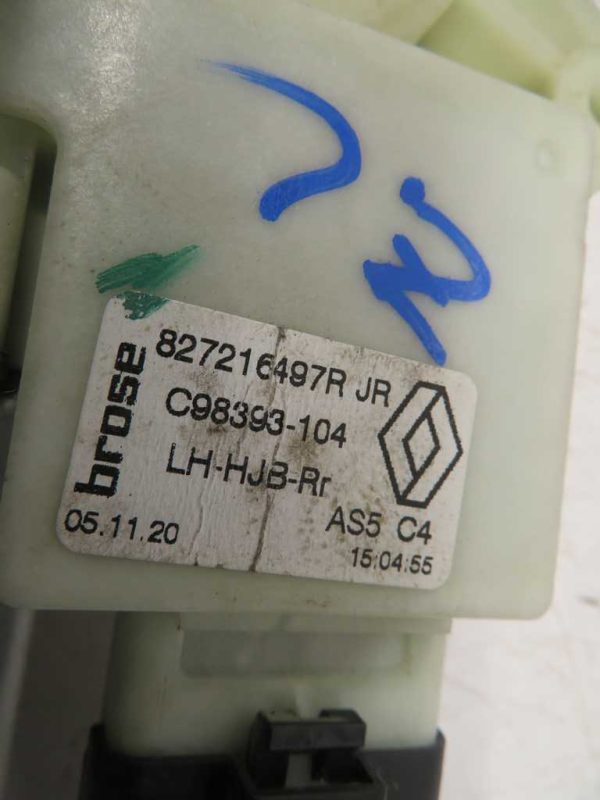 brose
827216497R JR
C98393-104
LH-HJB-Rr
05.11.20
AS5 C4
15:04:55